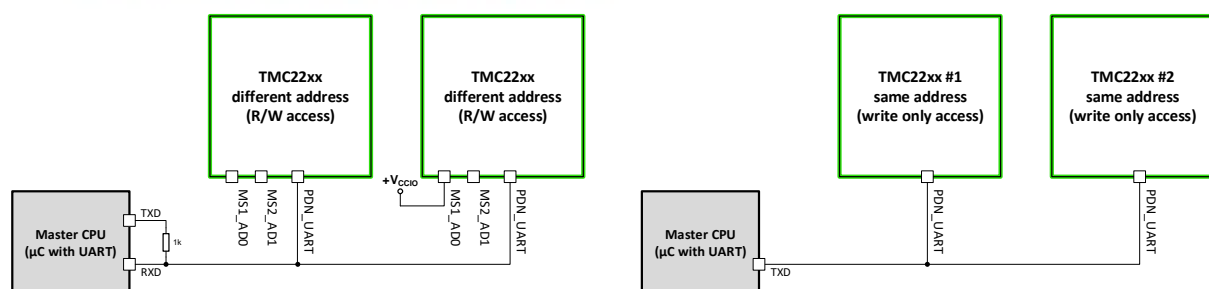 TMC22xx
different address
(R/W access)
MS1_AD0
MS2_AD1
PDN_UART
TMC22xx
different address
(R/W access)
+VCCIO
MS1_AD0
MS2_AD1
PDN_UART
Master CPU
(µC with UART)
TXD
1k
RXD
TMC22xx #1
same address
(write only access)
PDN_UART
TMC22xx #2
same address
(write only access)
PDN_UART
Master CPU
(µC with UART)
TXD